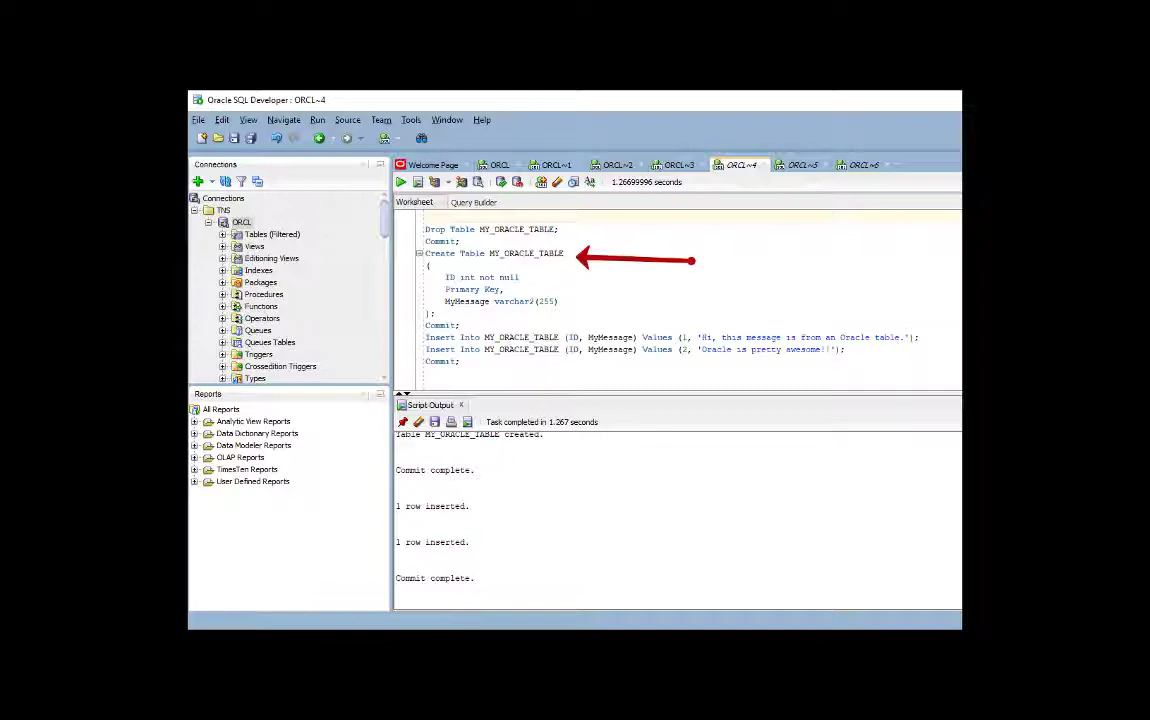 Oracle SQL Developer : ORCL~4
File Edit View Navigate Run Source Team Tools Window Help
Connections
Connections
TNS
ORCL
Tables (Filtered)
Views
Editioning Views
Indexes
Packages
Procedures
Functions
Operators
Queues
Queues Tables
Triggers
Crossedition Triggers
Types
Reports
All Reports
Analytic View Reports
Data Dictionary Reports
Data Modeler Reports
OLAP Reports
TimesTen Reports
User Defined Reports
Welcome Page ORCL ORCL~1 ORCL~2 ORCL~3 ORCL~4 ORCL~5 ORCL~6
1.26699996 seconds
Worksheet Query Builder
Drop Table MY_ORACLE_TABLE;
Commit;
Create Table MY_ORACLE_TABLE
(
ID int not null
Primary Key,
MyMessage varchar2(255)
);
Commit;
Insert Into MY_ORACLE_TABLE (ID, MyMessage) Values (1, 'Hi, this message is from an Oracle table.');
Insert Into MY_ORACLE_TABLE (ID, MyMessage) Values (2, 'Oracle is pretty awesome!!');
Commit;
Script Output x
Task completed in 1.267 seconds
Table MY_ORACLE_TABLE created.
Commit complete.
1 row inserted.
1 row inserted.
Commit complete.